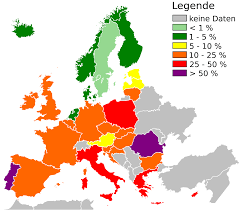 Legende
keine Daten
< 1 %
1 - 5 %
5 - 10 %
10 - 25 %
25 - 50 %
> 50 %